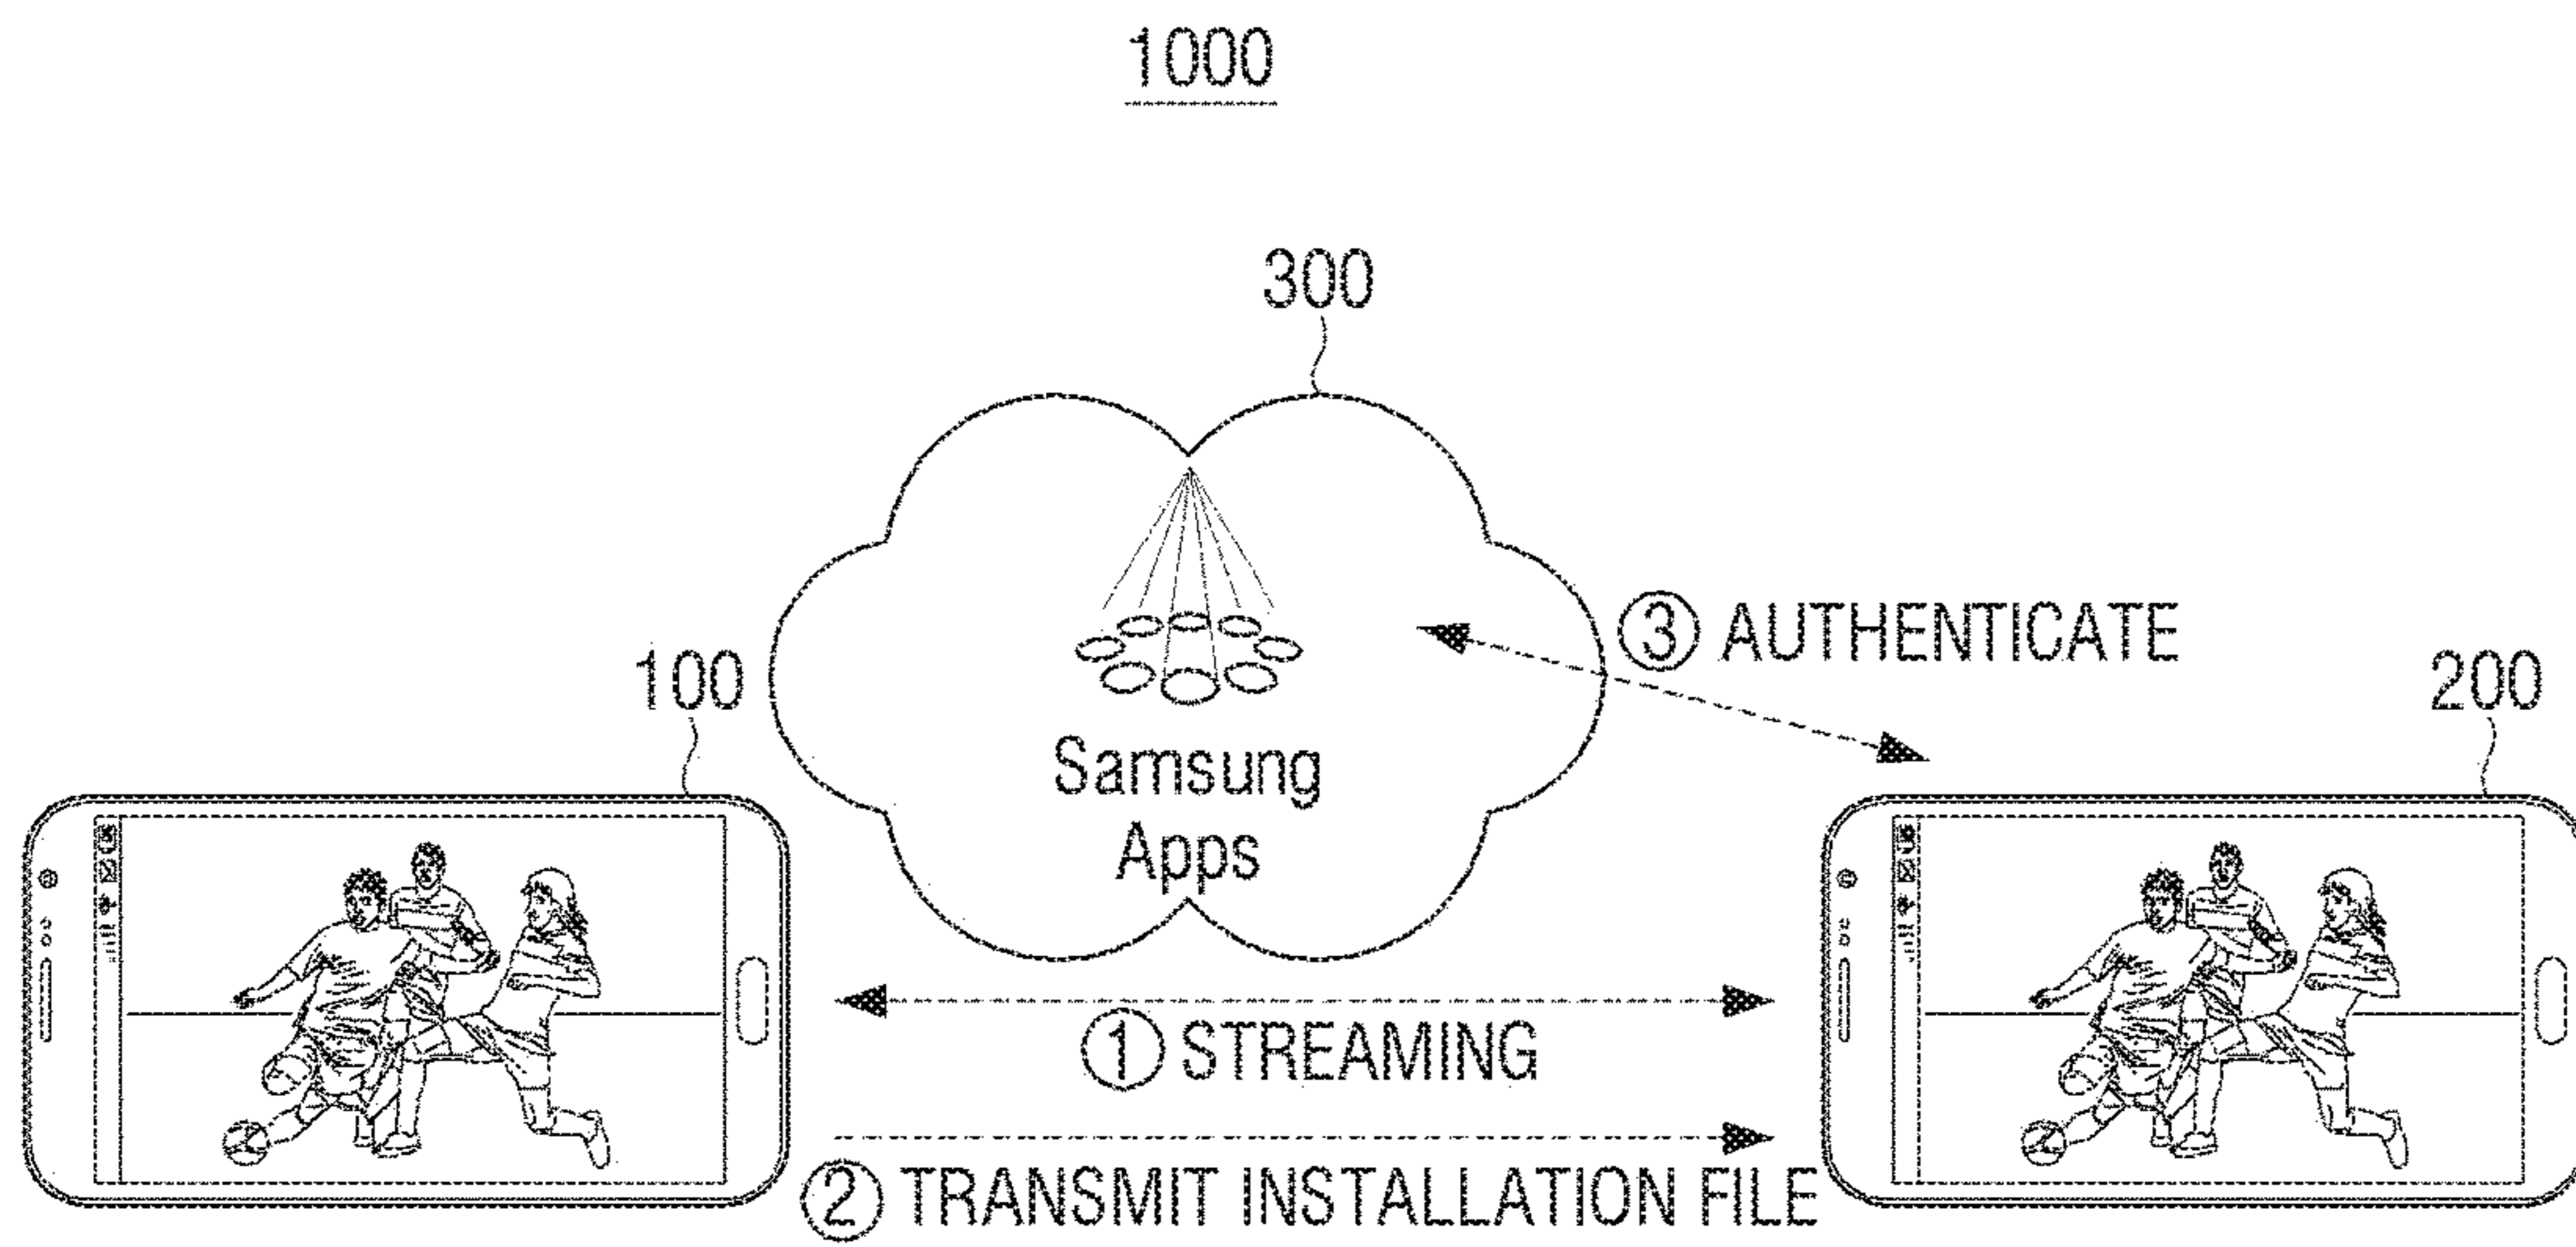 1000
300
③ AUTHENTICATE
100
200
Samsung
Apps
① STREAMING
② TRANSMIT INSTALLATION FILE